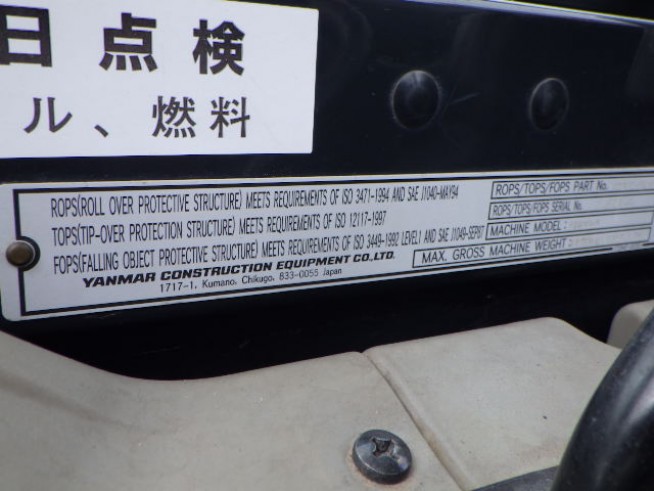 日点検
ル、燃料
ROPS(ROLL OVER PROTECTIVE STRUCTURE) MEETS REQUIREMENTS OF ISO 3471-1994 AND SAE J1040-MAY94
TOPS(TIP-OVER PROTECTION STRUCTURE) MEETS REQUIREMENTS OF ISO 12117-1997
FOPS(FALLING OBJECT PROTECTIVE STRUCTURE) MEETS REQUIREMENTS OF ISO 3449-1992 LEVEL1 AND SAE J1049-SEP87
YANMAR CONSTRUCTION EQUIPMENT CO.,LTD.
1717-1, Kumano, Chikugo, 833-0055 Japan
ROPS/TOPS/FOPS PART No.
ROPS/TOPS/FOPS SERIAL No.
MACHINE MODEL:
MAX. GROSS MACHINE WEIGHT: